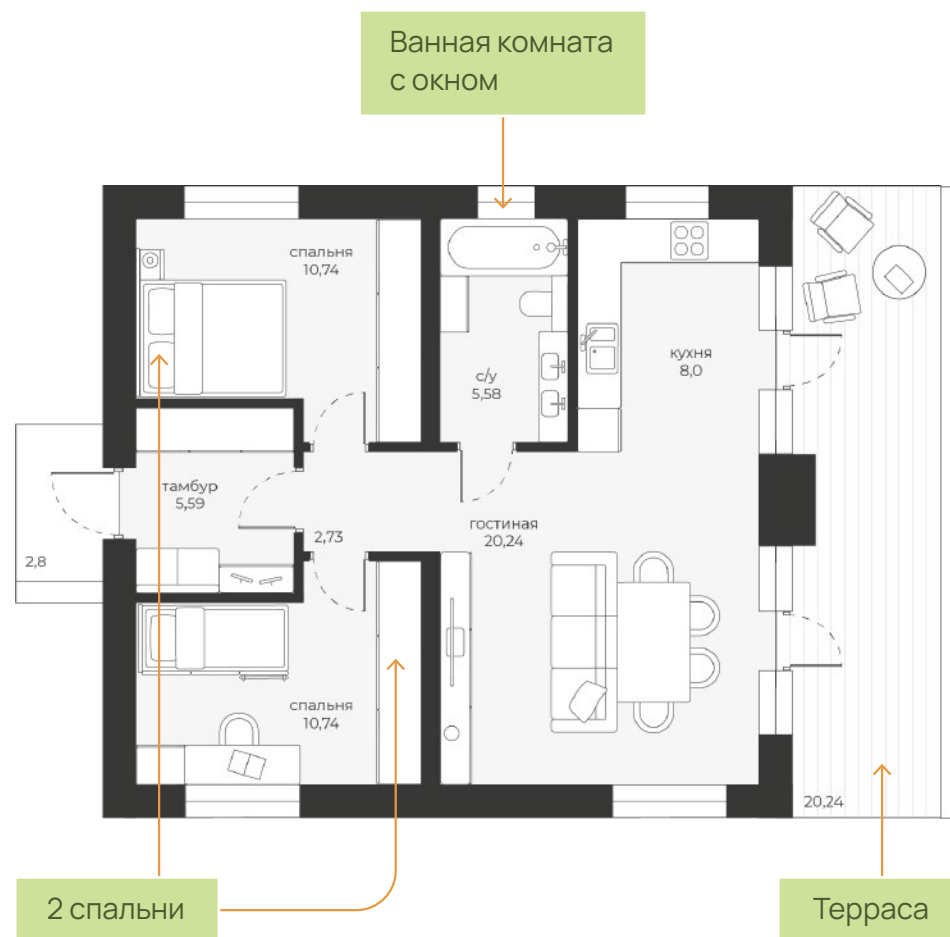 Ванная комната
с окном
спальня
10,74
кухня
8,0
с/у
5,58
тамбур
5,59
гостиная
20,24
2,73
2,8
спальня
10,74
20,24
2 спальни
Терраса